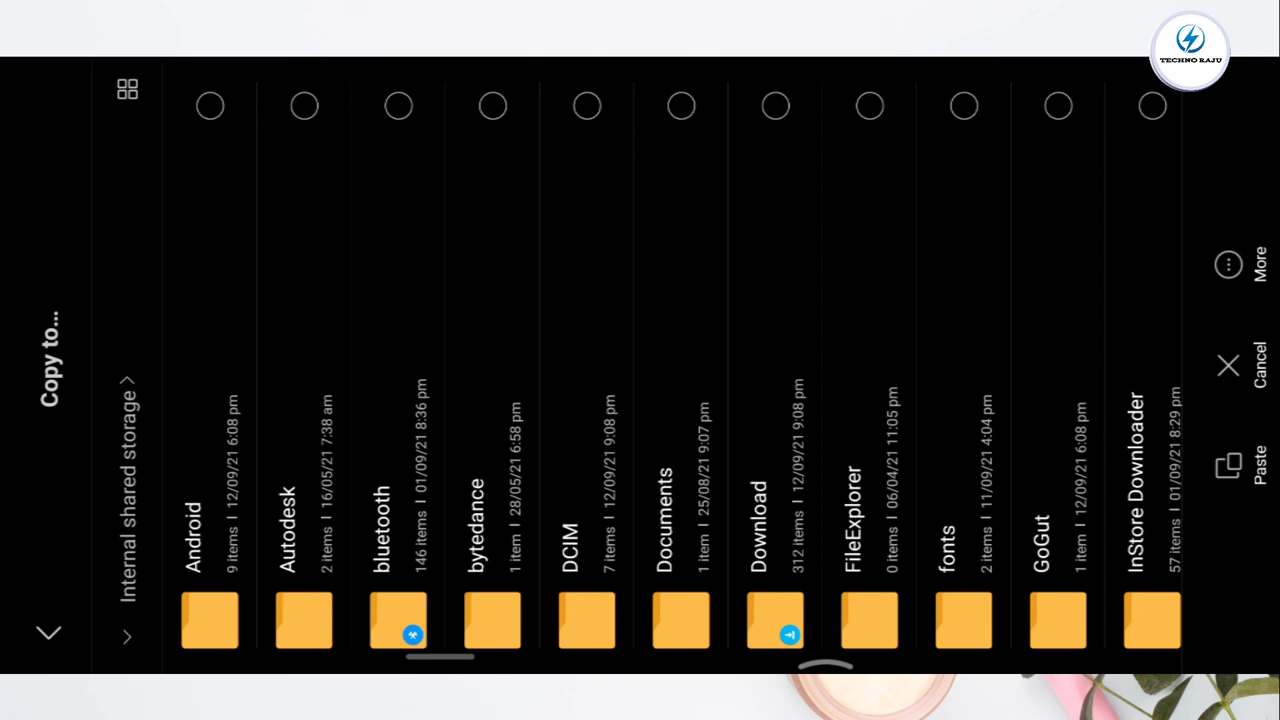 TECHNO RAJU
Copy to...
Internal shared storage >
Android
9 items | 12/09/21 6:08 pm
Autodesk
2 items | 16/05/21 7:38 am
bluetooth
146 items | 01/09/21 8:36 pm
bytedance
1 item | 28/05/21 6:58 pm
DCIM
7 items | 12/09/21 9:08 pm
Documents
1 item | 25/08/21 9:07 pm
Download
312 items | 12/09/21 9:08 pm
FileExplorer
0 items | 06/04/21 11:05 pm
fonts
2 items | 11/09/21 4:04 pm
GoGut
1 item | 12/09/21 6:08 pm
InStore Downloader
57 items | 01/09/21 8:29 pm
Paste
Cancel
More